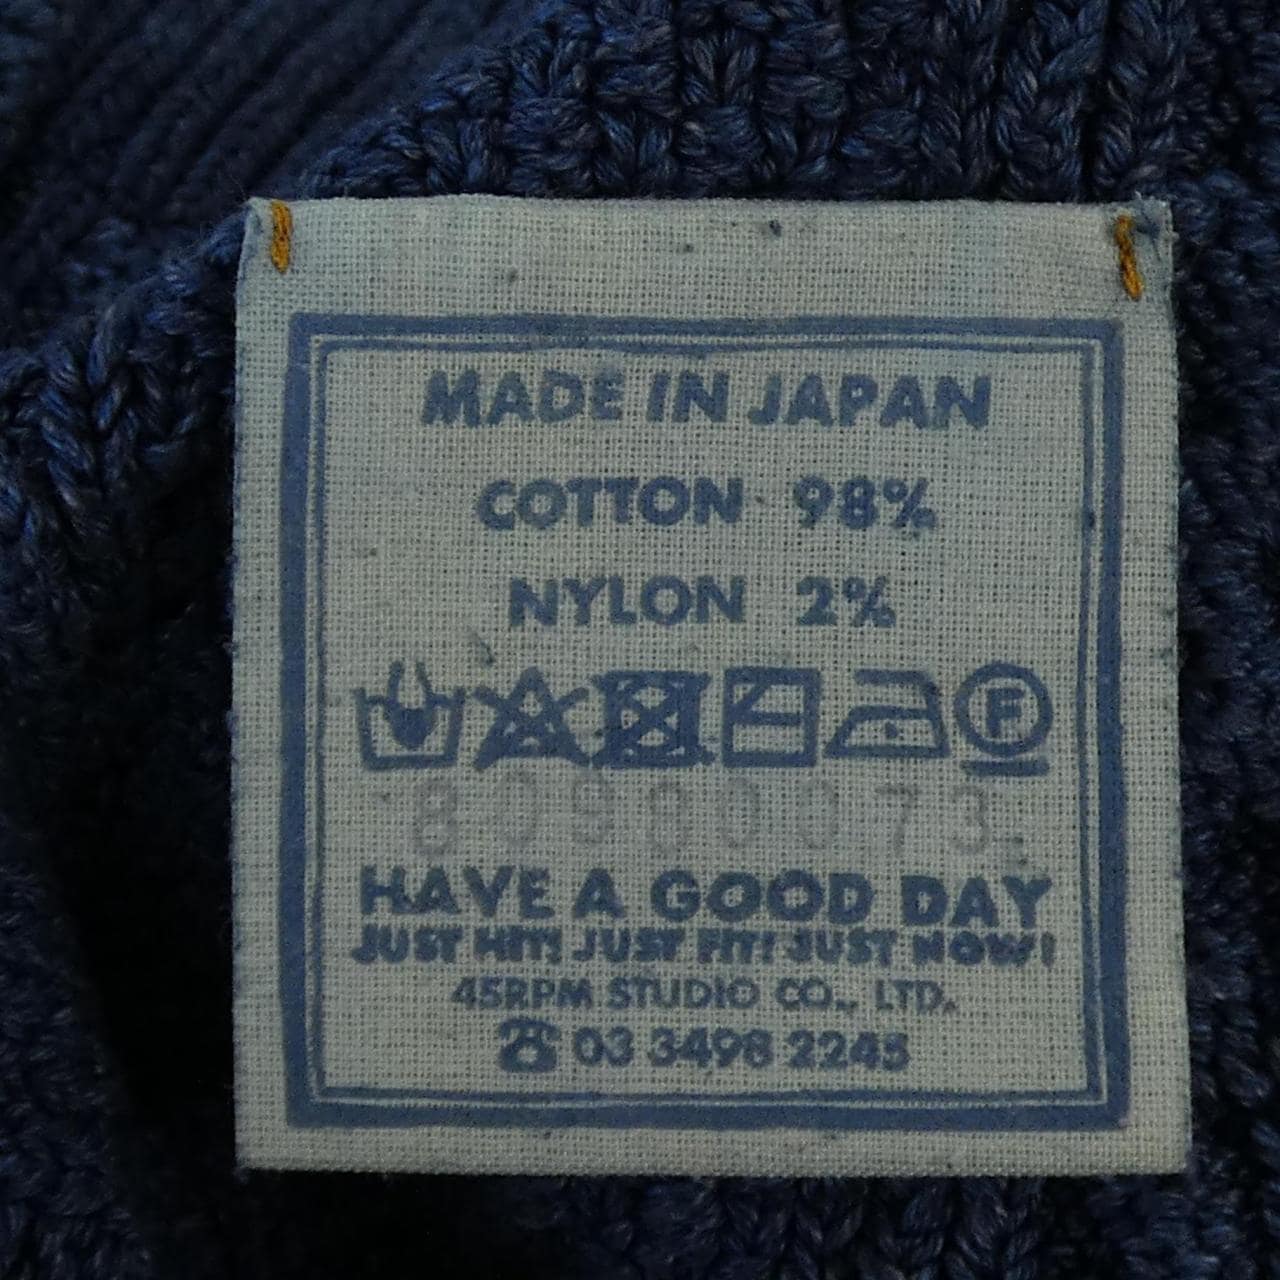 MADE IN JAPAN
COTTON 98%
NYLON 2%
F
HAVE A GOOD DAY
JUST HIT! JUST FIT! JUST NOW!
45RPM STUDIO CO., LTD.
☎ 03 3498 2245